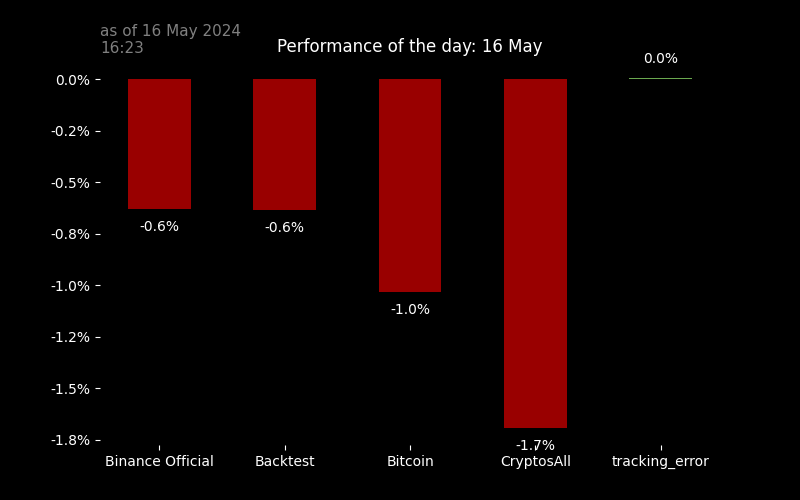 as of 16 May 2024
16:23
Performance of the day: 16 May
0.0%
0.0%
-0.2%
-0.5%
-0.8%
-1.0%
-1.2%
-1.5%
-1.8%
-0.6%
-0.6%
-1.0%
-1.7%
Binance Official
Backtest
Bitcoin
CryptosAll
tracking_error